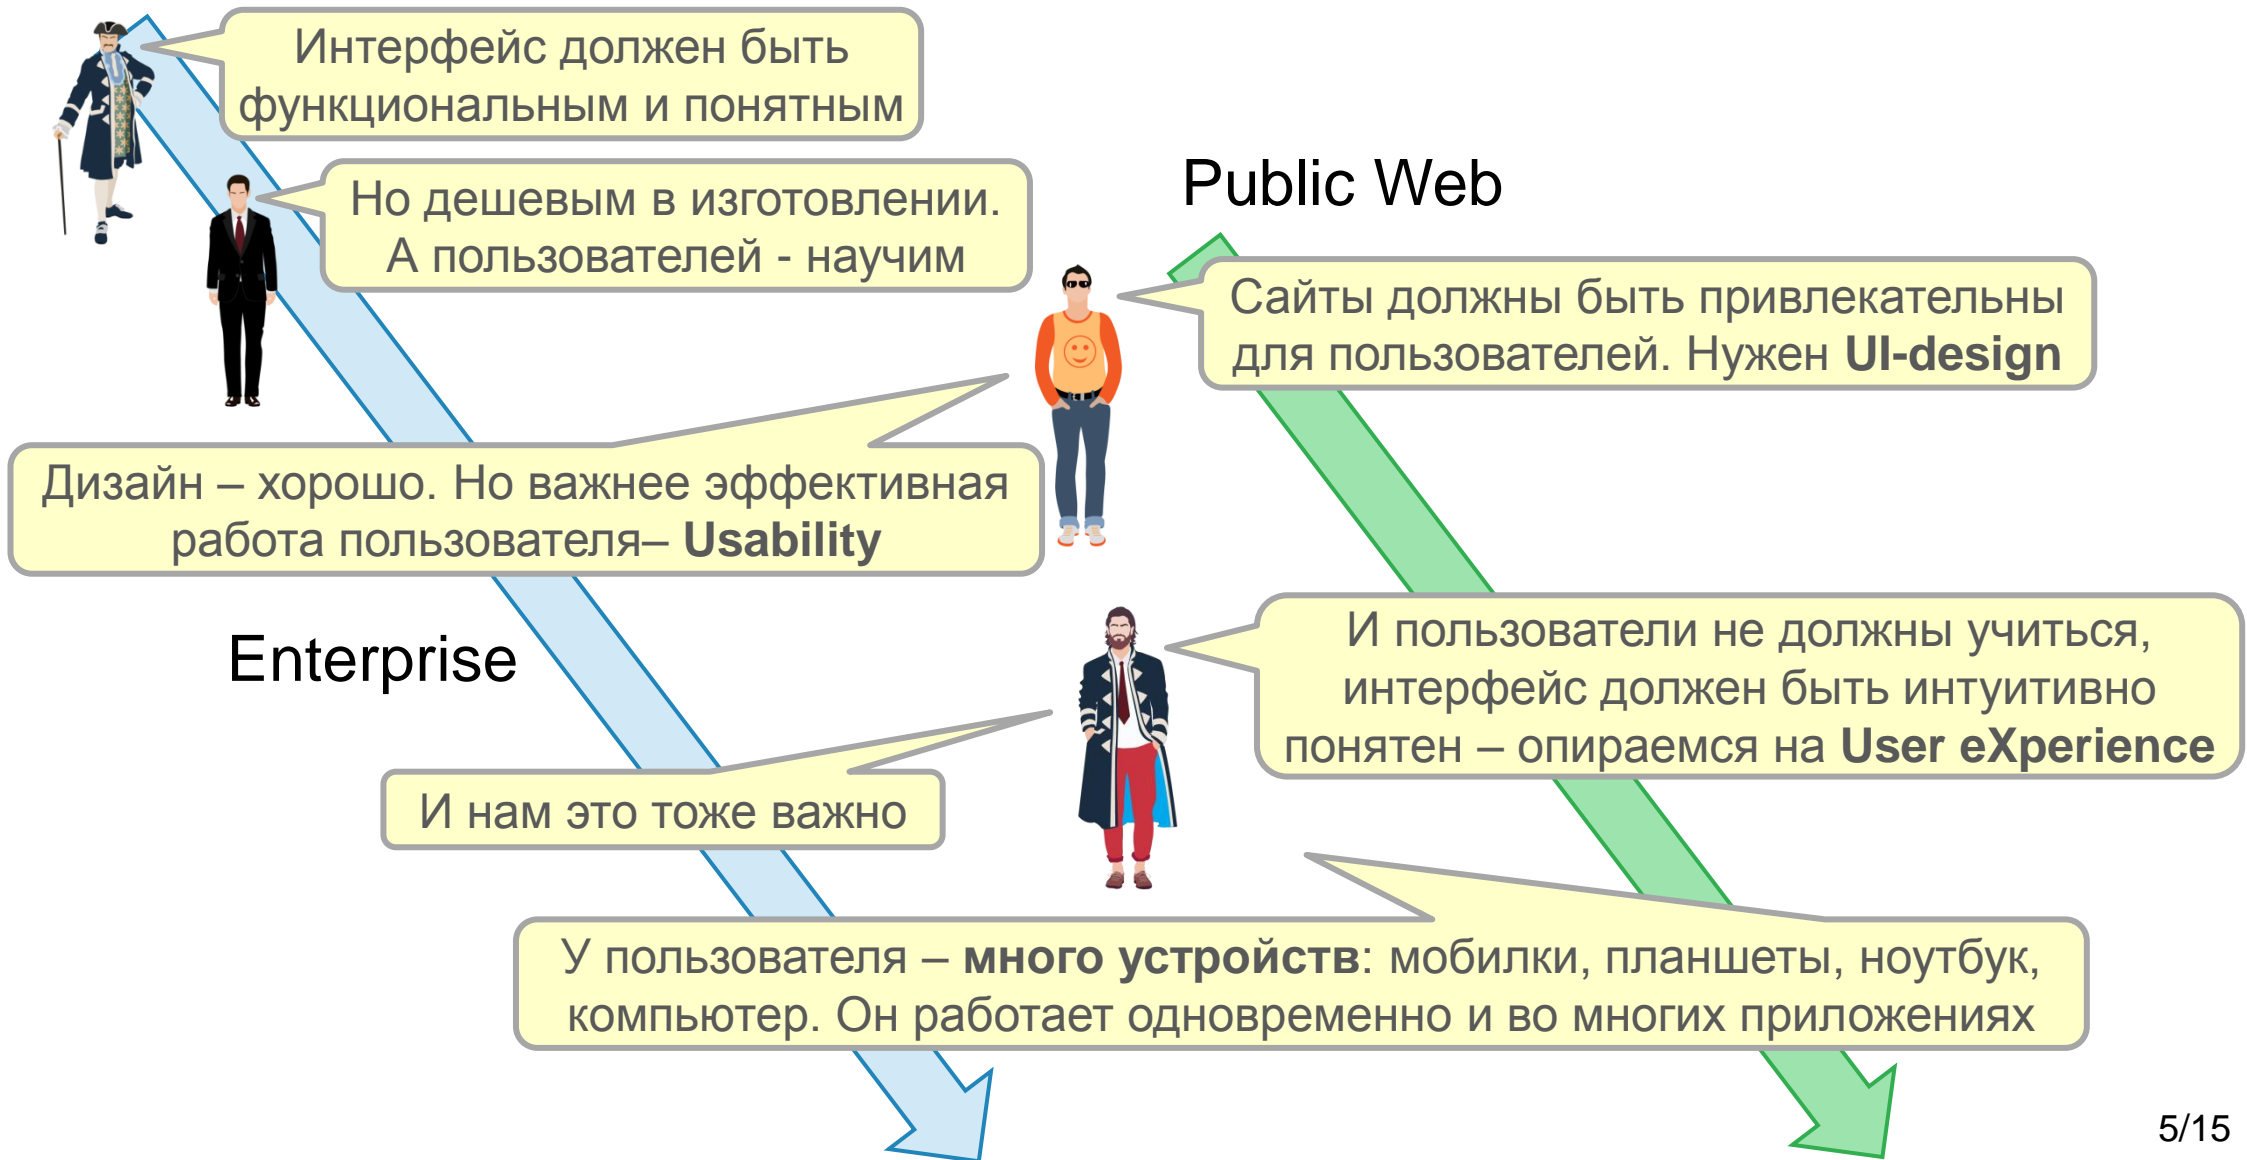 Интерфейс должен быть
функциональным и понятным
Но дешевым в изготовлении.
А пользователей - научим
Public Web
Сайты должны быть привлекательны
для пользователей. Нужен UI-design
Дизайн – хорошо. Но важнее эффективная
работа пользователя– Usability
Enterprise
И пользователи не должны учиться,
интерфейс должен быть интуитивно
понятен – опираемся на User eXperience
И нам это тоже важно
У пользователя – много устройств: мобилки, планшеты, ноутбук,
компьютер. Он работает одновременно и во многих приложениях
5/15